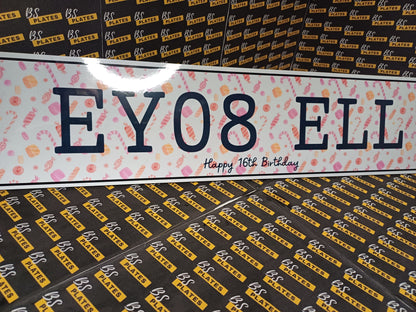 BS
PLATES
EY08 ELL
Happy 16th Birthday